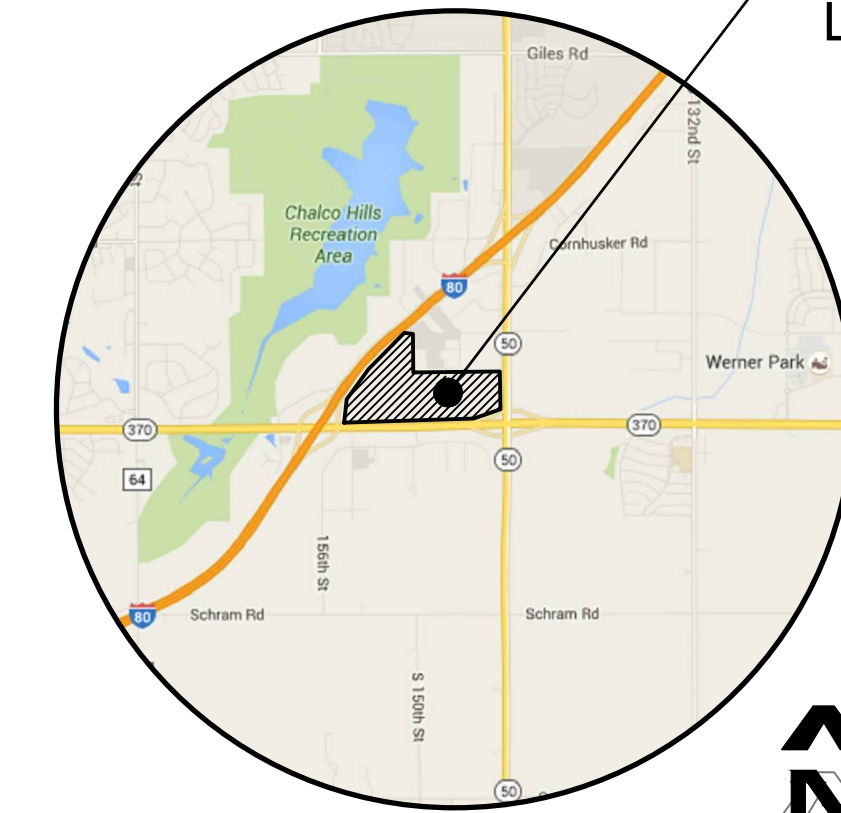 L
Giles Rd
132nd St
Chalco Hills
Recreation
Area
Cornhusker Rd
80
50
Werner Park
370
370
64
50
156th St
80
Schram Rd
Schram Rd
S 150th St
50
N